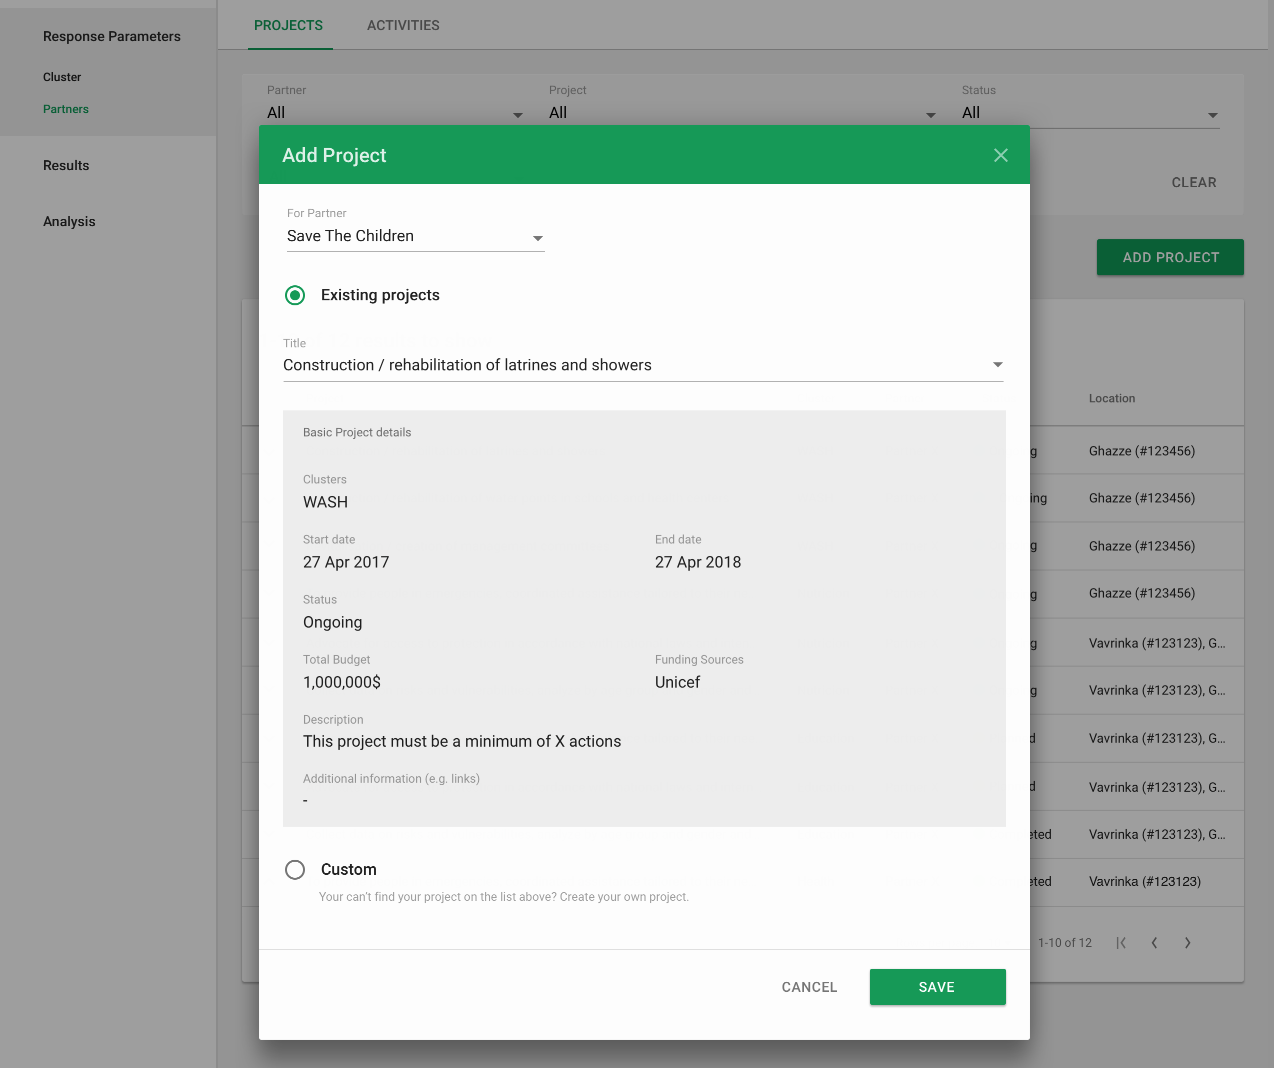 Response Parameters
Cluster
Partners
Results
Analysis
PROJECTS ACTIVITIES
Partner Project Status
All All All
CLEAR
ADD PROJECT
Add Project
For Partner
Save The Children
Existing projects
Title
Construction / rehabilitation of latrines and showers
Basic Project details
Clusters
WASH
Start date End date
27 Apr 2017 27 Apr 2018
Status
Ongoing
Total Budget Funding Sources
1,000,000$ Unicef
Description
This project must be a minimum of X actions
Additional information (e.g. links)
-
Custom
Your can't find your project on the list above? Create your own project.
CANCEL SAVE
Location
g Ghazze (#123456)
ing Ghazze (#123456)
g Ghazze (#123456)
g Ghazze (#123456)
g Vavrinka (#123123), G...
g Vavrinka (#123123), G...
d Vavrinka (#123123), G...
d Vavrinka (#123123), G...
eted Vavrinka (#123123), G...
eted Vavrinka (#123123)
1-10 of 12